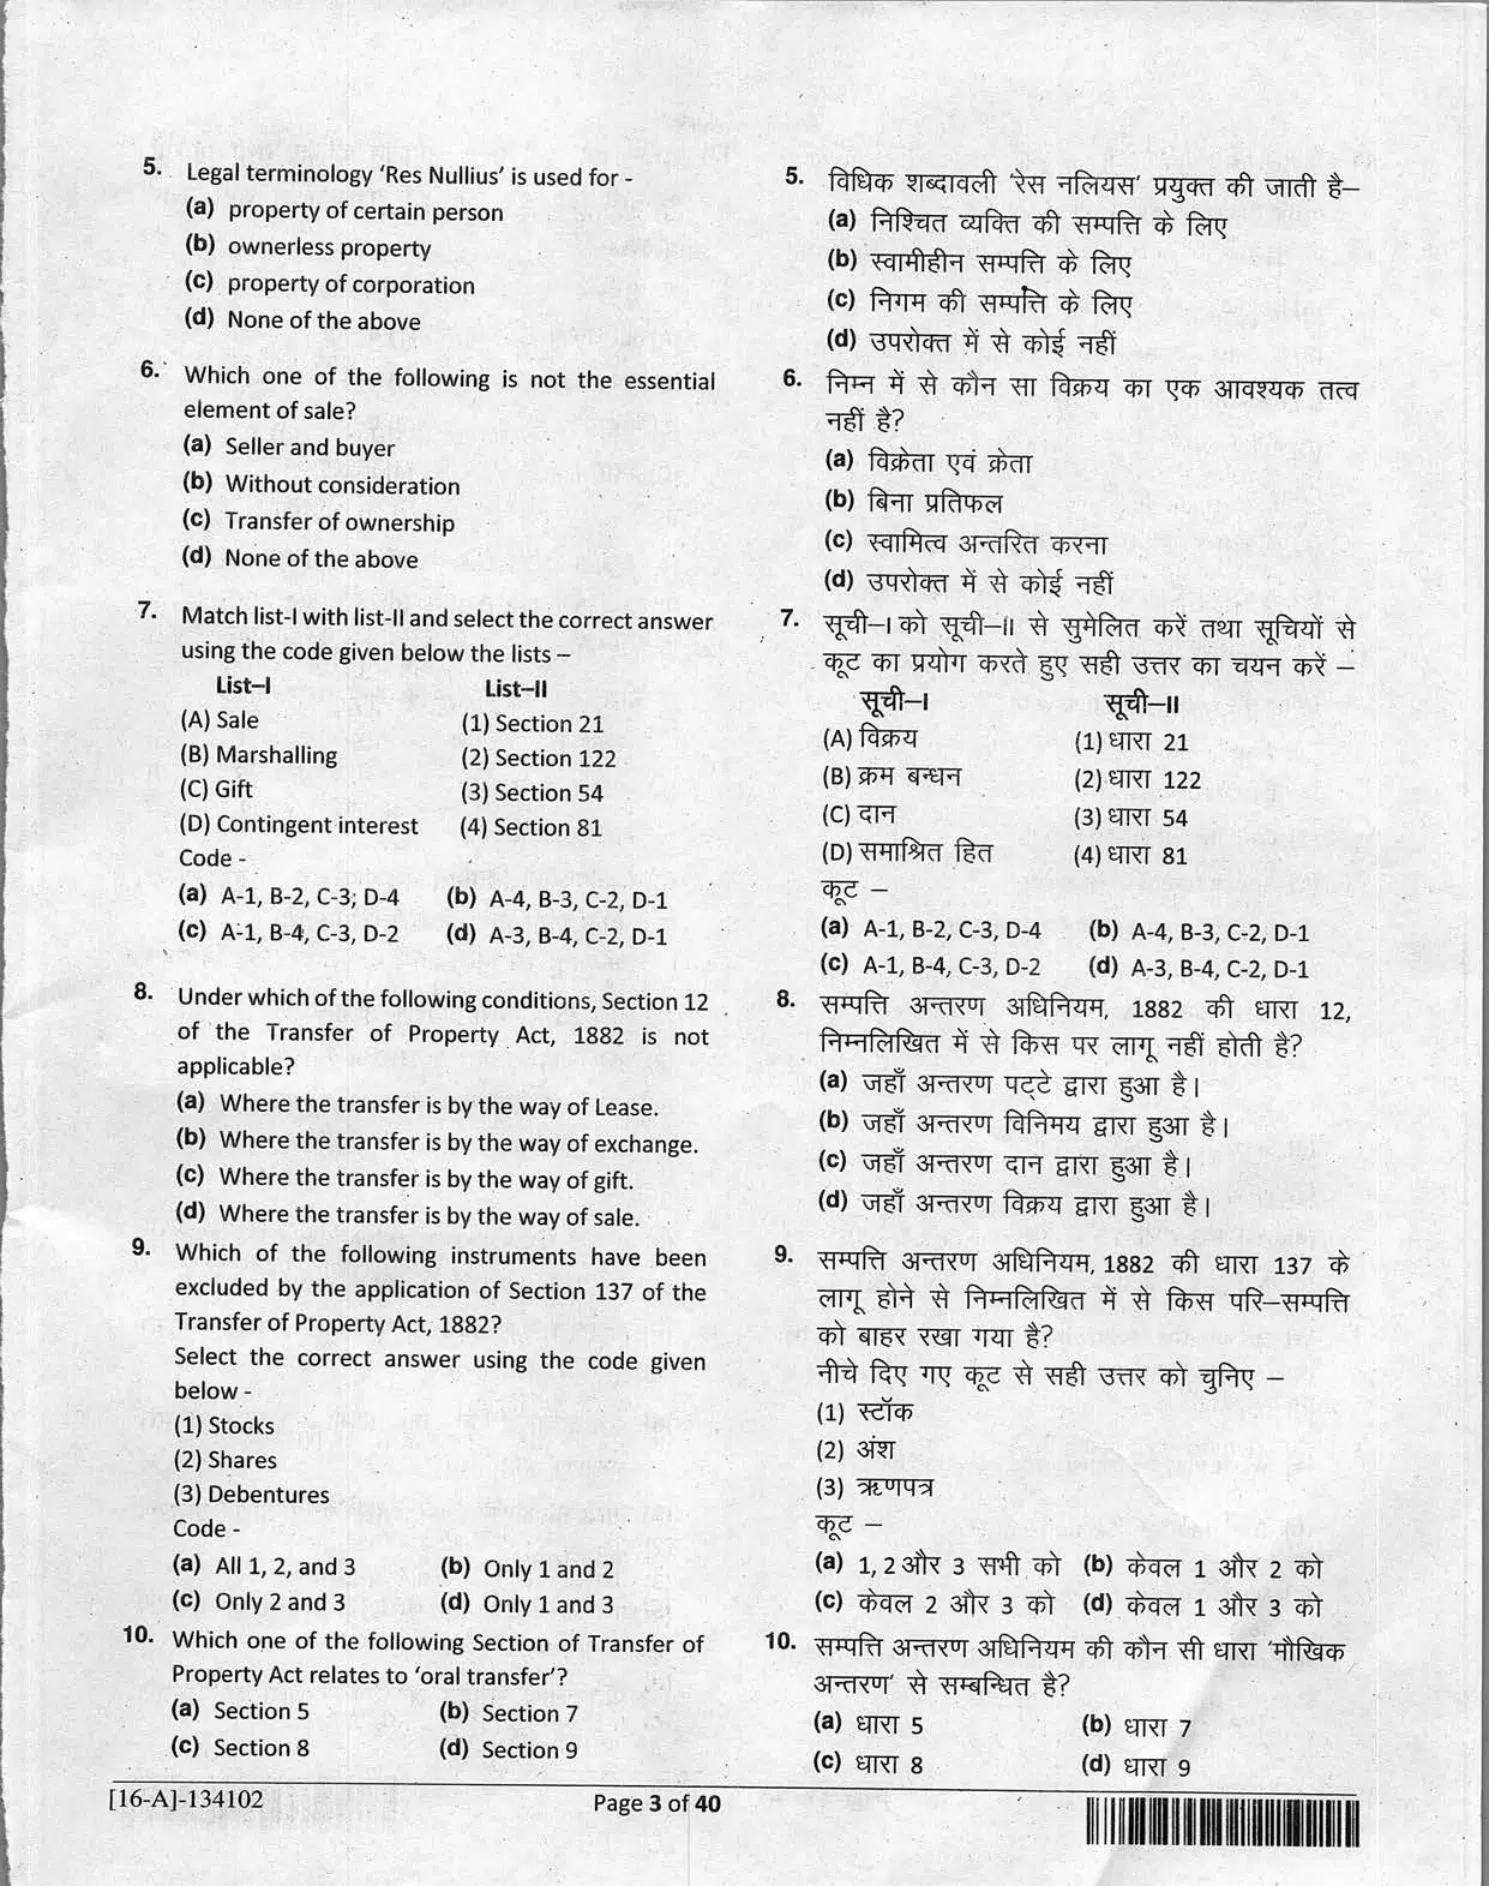 5. Legal terminology ‘Res Nullius’ is used for -
(a) property of certain person
(b) ownerless property
(c) property of corporation
(d) None of the above
6. Which one of the following is not the essential
element of sale?
(a) Seller and buyer
(b) Without consideration
(c) Transfer of ownership
(d) None of the above
7. Match list-I with list-II and select the correct answer
using the code given below the lists –
List–I List–II
(A) Sale (1) Section 21
(B) Marshalling (2) Section 122
(C) Gift (3) Section 54
(D) Contingent interest (4) Section 81
Code -
(a) A-1, B-2, C-3; D-4 (b) A-4, B-3, C-2, D-1
(c) A-1, B-4, C-3, D-2 (d) A-3, B-4, C-2, D-1
8. Under which of the following conditions, Section 12
of the Transfer of Property Act, 1882 is not
applicable?
(a) Where the transfer is by the way of Lease.
(b) Where the transfer is by the way of exchange.
(c) Where the transfer is by the way of gift.
(d) Where the transfer is by the way of sale.
9. Which of the following instruments have been
excluded by the application of Section 137 of the
Transfer of Property Act, 1882?
Select the correct answer using the code given
below -
(1) Stocks
(2) Shares
(3) Debentures
Code -
(a) All 1, 2, and 3 (b) Only 1 and 2
(c) Only 2 and 3 (d) Only 1 and 3
10. Which one of the following Section of Transfer of
Property Act relates to ‘oral transfer’?
(a) Section 5 (b) Section 7
(c) Section 8 (d) Section 9
5. विधिक शब्दावली ‘रेस नलियस’ प्रयुक्त की जाती है–
(a) निश्चित व्यक्ति की सम्पत्ति के लिए
(b) स्वामीहीन सम्पत्ति के लिए
(c) निगम की सम्पत्ति के लिए
(d) उपरोक्त में से कोई नहीं
6. निम्न में से कौन सा विक्रय का एक आवश्यक तत्व
नहीं है?
(a) विक्रेता एवं क्रेता
(b) बिना प्रतिफल
(c) स्वामित्व अन्तरित करना
(d) उपरोक्त में से कोई नहीं
7. सूची–I को सूची–II से सुमेलित करें तथा सूचियों से
कूट का प्रयोग करते हुए सही उत्तर का चयन करें –
सूची–I सूची–II
(A) विक्रय (1) धारा 21
(B) क्रम बन्धन (2) धारा 122
(C) दान (3) धारा 54
(D) समाश्रित हित (4) धारा 81
कूट –
(a) A-1, B-2, C-3, D-4 (b) A-4, B-3, C-2, D-1
(c) A-1, B-4, C-3, D-2 (d) A-3, B-4, C-2, D-1
8. सम्पत्ति अन्तरण अधिनियम, 1882 की धारा 12,
निम्नलिखित में से किस पर लागू नहीं होती है?
(a) जहाँ अन्तरण पट्टे द्वारा हुआ है।
(b) जहाँ अन्तरण विनिमय द्वारा हुआ है।
(c) जहाँ अन्तरण दान द्वारा हुआ है।
(d) जहाँ अन्तरण विक्रय द्वारा हुआ है।
9. सम्पत्ति अन्तरण अधिनियम, 1882 की धारा 137 के
लागू होने से निम्नलिखित में से किस परि–सम्पत्ति
को बाहर रखा गया है?
नीचे दिए गए कूट से सही उत्तर को चुनिए –
(1) स्टॉक
(2) अंश
(3) ऋणपत्र
कूट –
(a) 1, 2 और 3 सभी को (b) केवल 1 और 2 को
(c) केवल 2 और 3 को (d) केवल 1 और 3 को
10. सम्पत्ति अन्तरण अधिनियम की कौन सी धारा ‘मौखिक
अन्तरण’ से सम्बन्धित है?
(a) धारा 5 (b) धारा 7
(c) धारा 8 (d) धारा 9
[16-A]-134102 Page 3 of 40